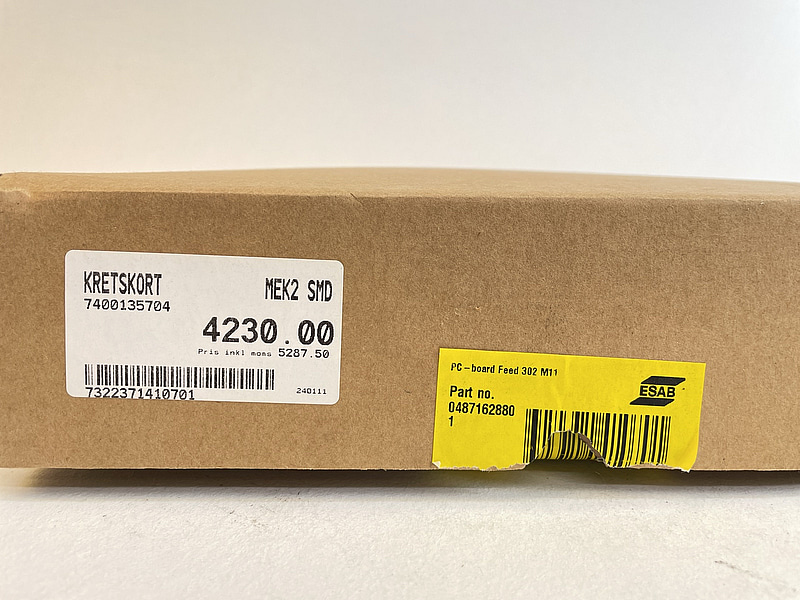 KRETSKORT MEK2 SMD
7400135704
4230.00
Pris inkl moms 5287.50
7322371410701 240111
PC-board Feed 302 M11
ESAB
Part no.
0487162880
1